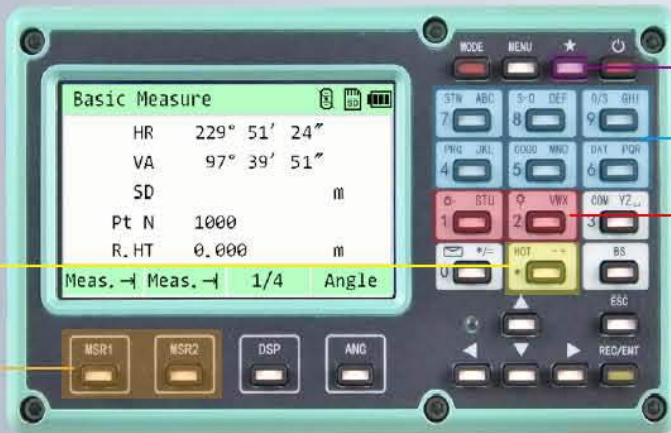 MODE MENU ★
Basic Measure SD
HR 229° 51′ 24″
VA 97° 39′ 51″
SD m
Pt N 1000
R.HT 0.000 m
Meas. Meas. 1/4 Angle
STN ABC S-O DEF O/S GHI
7 8 9
PRG JKL CODO MNO DAT PQR
4 5 6
STU VWX COM YZ
1 2 3
*/= HOT -+ BS
0 *
ESC
MSR1 MSR2 DSP ANG REC/ENT